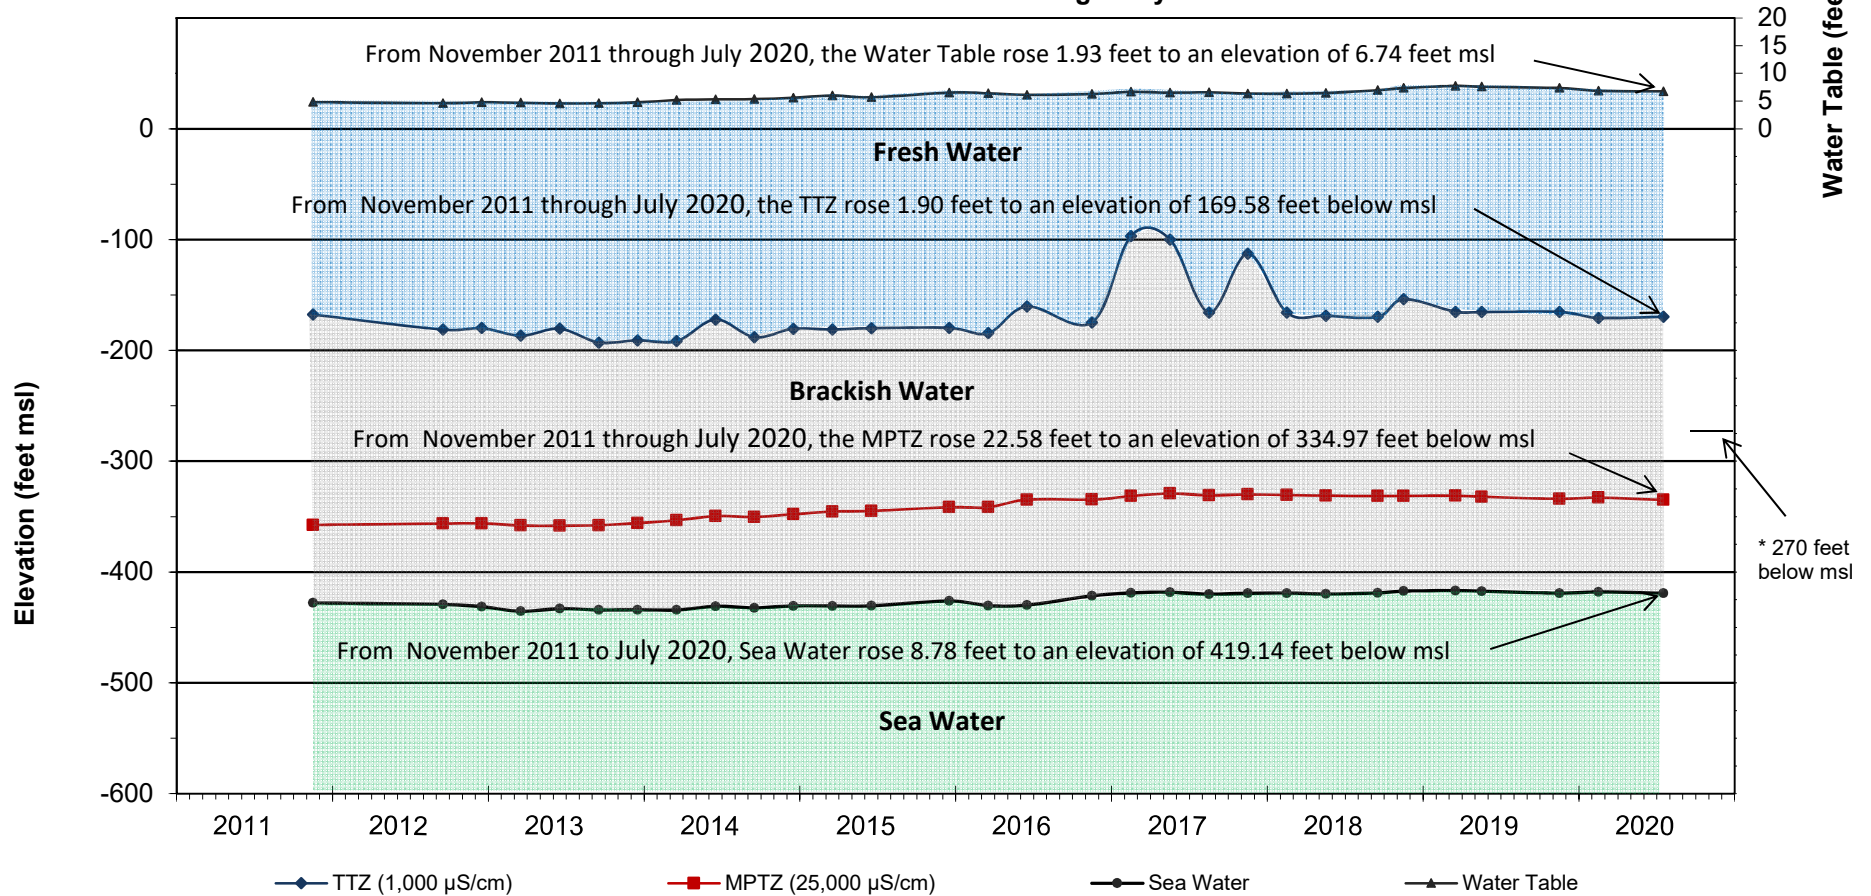 20
From November 2011 through July 2020, the Water Table rose 1.93 feet to an elevation of 6.74 feet msl
15
10
5
0
0
Water Table (fee
Fresh Water
From November 2011 through July 2020, the TTZ rose 1.90 feet to an elevation of 169.58 feet below msl
-100
-200
Elevation (feet msl)
Brackish Water
From November 2011 through July 2020, the MPTZ rose 22.58 feet to an elevation of 334.97 feet below msl
-300
* 270 feet
below msl
-400
From November 2011 to July 2020, Sea Water rose 8.78 feet to an elevation of 419.14 feet below msl
-500
Sea Water
-600
2011 2012 2013 2014 2015 2016 2017 2018 2019 2020
TTZ (1,000 µS/cm) MPTZ (25,000 µS/cm) Sea Water Water Table